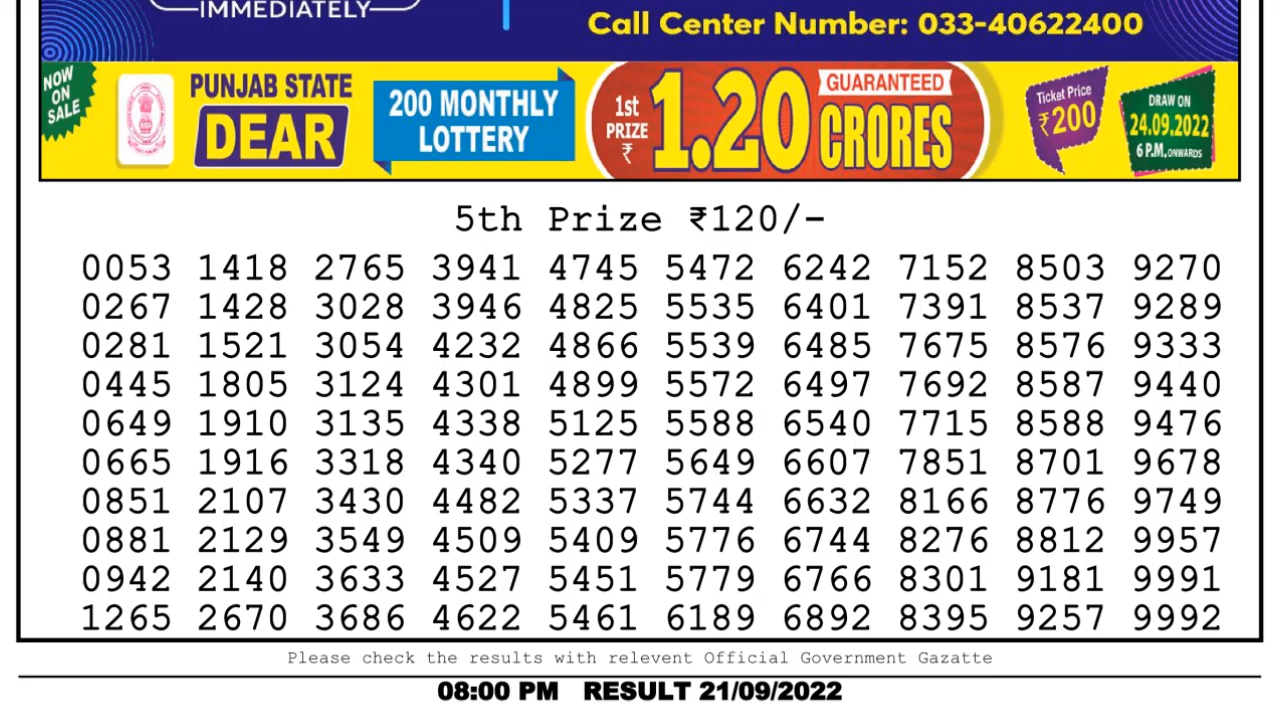 IMMEDIATELY
Call Center Number: 033-40622400
NOW
ON
SALE
PUNJAB STATE
DEAR
200 MONTHLY
LOTTERY
1st
PRIZE
₹
1.20
GUARANTEED
CRORES
Ticket Price
₹200
DRAW ON
24.09.2022
6 P.M. ONWARDS
5th Prize ₹120/-
0053 1418 2765 3941 4745 5472 6242 7152 8503 9270
0267 1428 3028 3946 4825 5535 6401 7391 8537 9289
0281 1521 3054 4232 4866 5539 6485 7675 8576 9333
0445 1805 3124 4301 4899 5572 6497 7692 8587 9440
0649 1910 3135 4338 5125 5588 6540 7715 8588 9476
0665 1916 3318 4340 5277 5649 6607 7851 8701 9678
0851 2107 3430 4482 5337 5744 6632 8166 8776 9749
0881 2129 3549 4509 5409 5776 6744 8276 8812 9957
0942 2140 3633 4527 5451 5779 6766 8301 9181 9991
1265 2670 3686 4622 5461 6189 6892 8395 9257 9992
Please check the results with relevent Official Government Gazatte
08:00 PM RESULT 21/09/2022